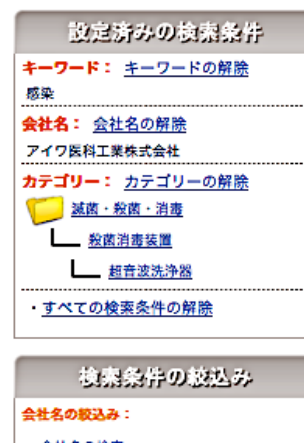 設定済みの検索条件
キーワード： キーワードの解除
感染
会社名： 会社名の解除
アイワ医科工業株式会社
カテゴリー： カテゴリーの解除
滅菌・殺菌・消毒
殺菌消毒装置
超音波洗浄器
・すべての検索条件の解除
検索条件の絞込み
会社名の絞込み：